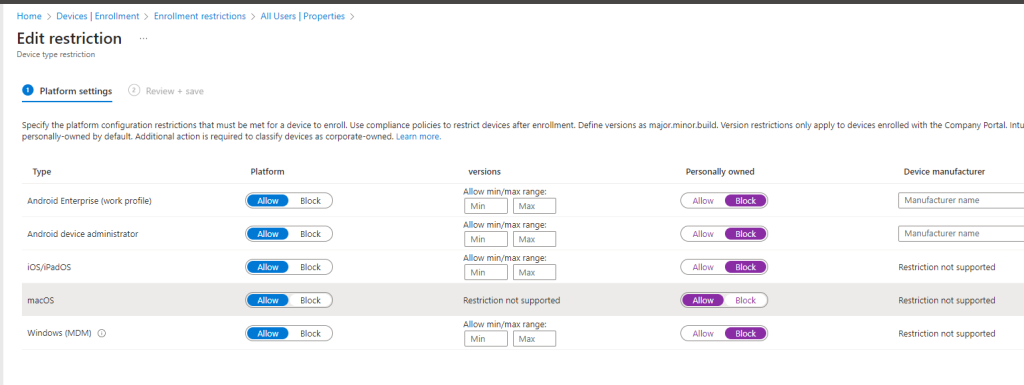 Home > Devices | Enrollment > Enrollment restrictions > All Users | Properties >
Edit restriction ...
Device type restriction
1 Platform settings 2 Review + save
Specify the platform configuration restrictions that must be met for a device to enroll. Use compliance policies to restrict devices after enrollment. Define versions as major.minor.build. Version restrictions only apply to devices enrolled with the Company Portal. Intu
personally-owned by default. Additional action is required to classify devices as corporate-owned. Learn more.
Type Platform versions Personally owned Device manufacturer
Allow min/max range:
Android Enterprise (work profile) Allow Block Min Max Allow Block Manufacturer name
Allow min/max range:
Android device administrator Allow Block Min Max Allow Block Manufacturer name
Allow min/max range:
iOS/iPadOS Allow Block Min Max Allow Block Restriction not supported
macOS Allow Block Restriction not supported Allow Block Restriction not supported
Allow min/max range:
Windows (MDM) Allow Block Min Max Allow Block Restriction not supported